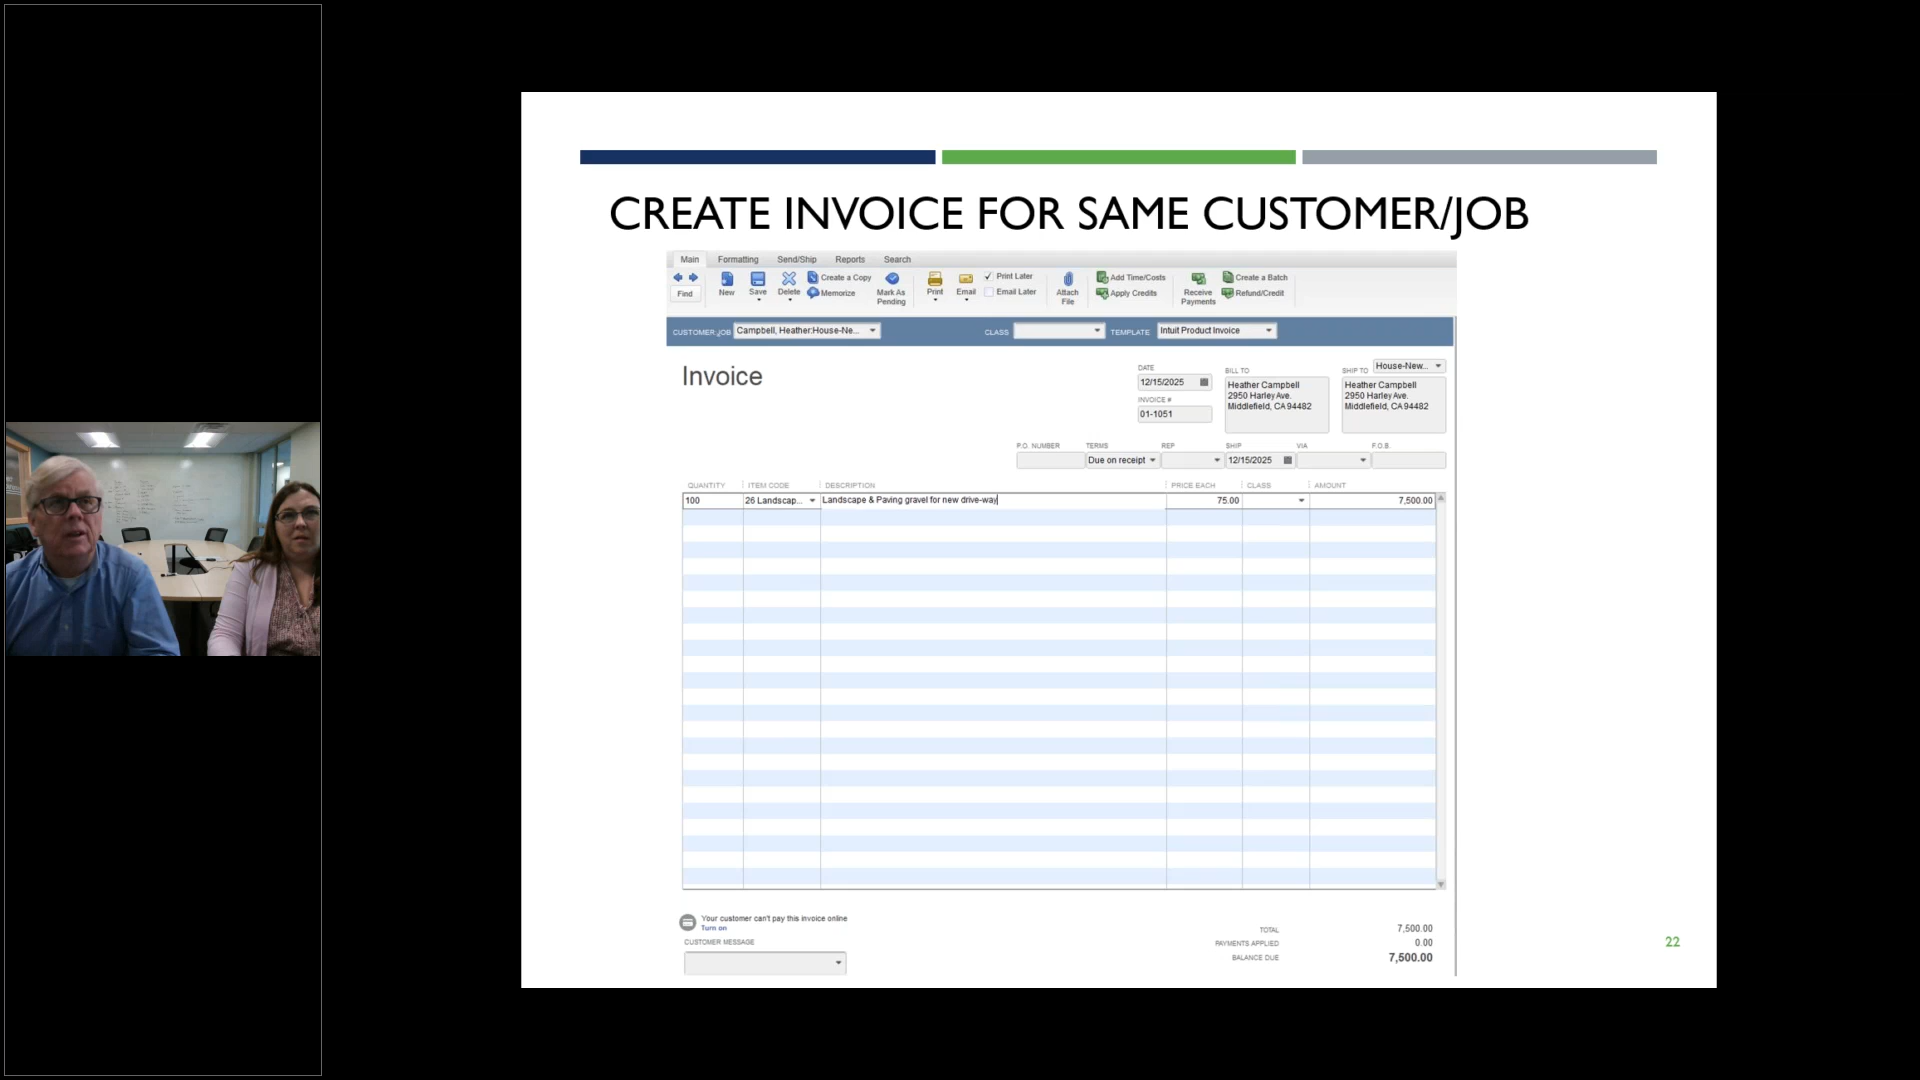 CREATE INVOICE FOR SAME CUSTOMER/JOB
Main Formatting Send/Ship Reports Search
Find New Save Delete Create a Copy Memorize Mark As Pending Print Email Print Later Email Later Attach File Add Time/Costs Apply Credits Receive Payments Create a Batch Refund/Credit
CUSTOMER:JOB Campbell, Heather:House-Ne... CLASS TEMPLATE Intuit Product Invoice
Invoice
DATE
12/15/2025
INVOICE #
01-1051
BILL TO
Heather Campbell
2950 Harley Ave.
Middlefield, CA 94482
SHIP TO House-New...
Heather Campbell
2950 Harley Ave.
Middlefield, CA 94482
P.O. NUMBER TERMS REP SHIP VIA F.O.B.
Due on receipt 12/15/2025
QUANTITY ITEM CODE DESCRIPTION PRICE EACH CLASS AMOUNT
100 26 Landscap... Landscape & Paving gravel for new drive-way 75.00 7,500.00
Your customer can't pay this invoice online
Turn on
CUSTOMER MESSAGE
TOTAL 7,500.00
PAYMENTS APPLIED 0.00
BALANCE DUE 7,500.00
22